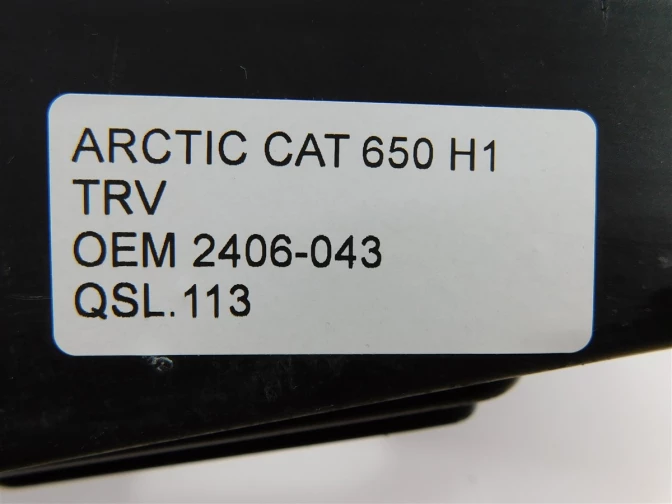 ARCTIC CAT 650 H1
TRV
OEM 2406-043
QSL.113